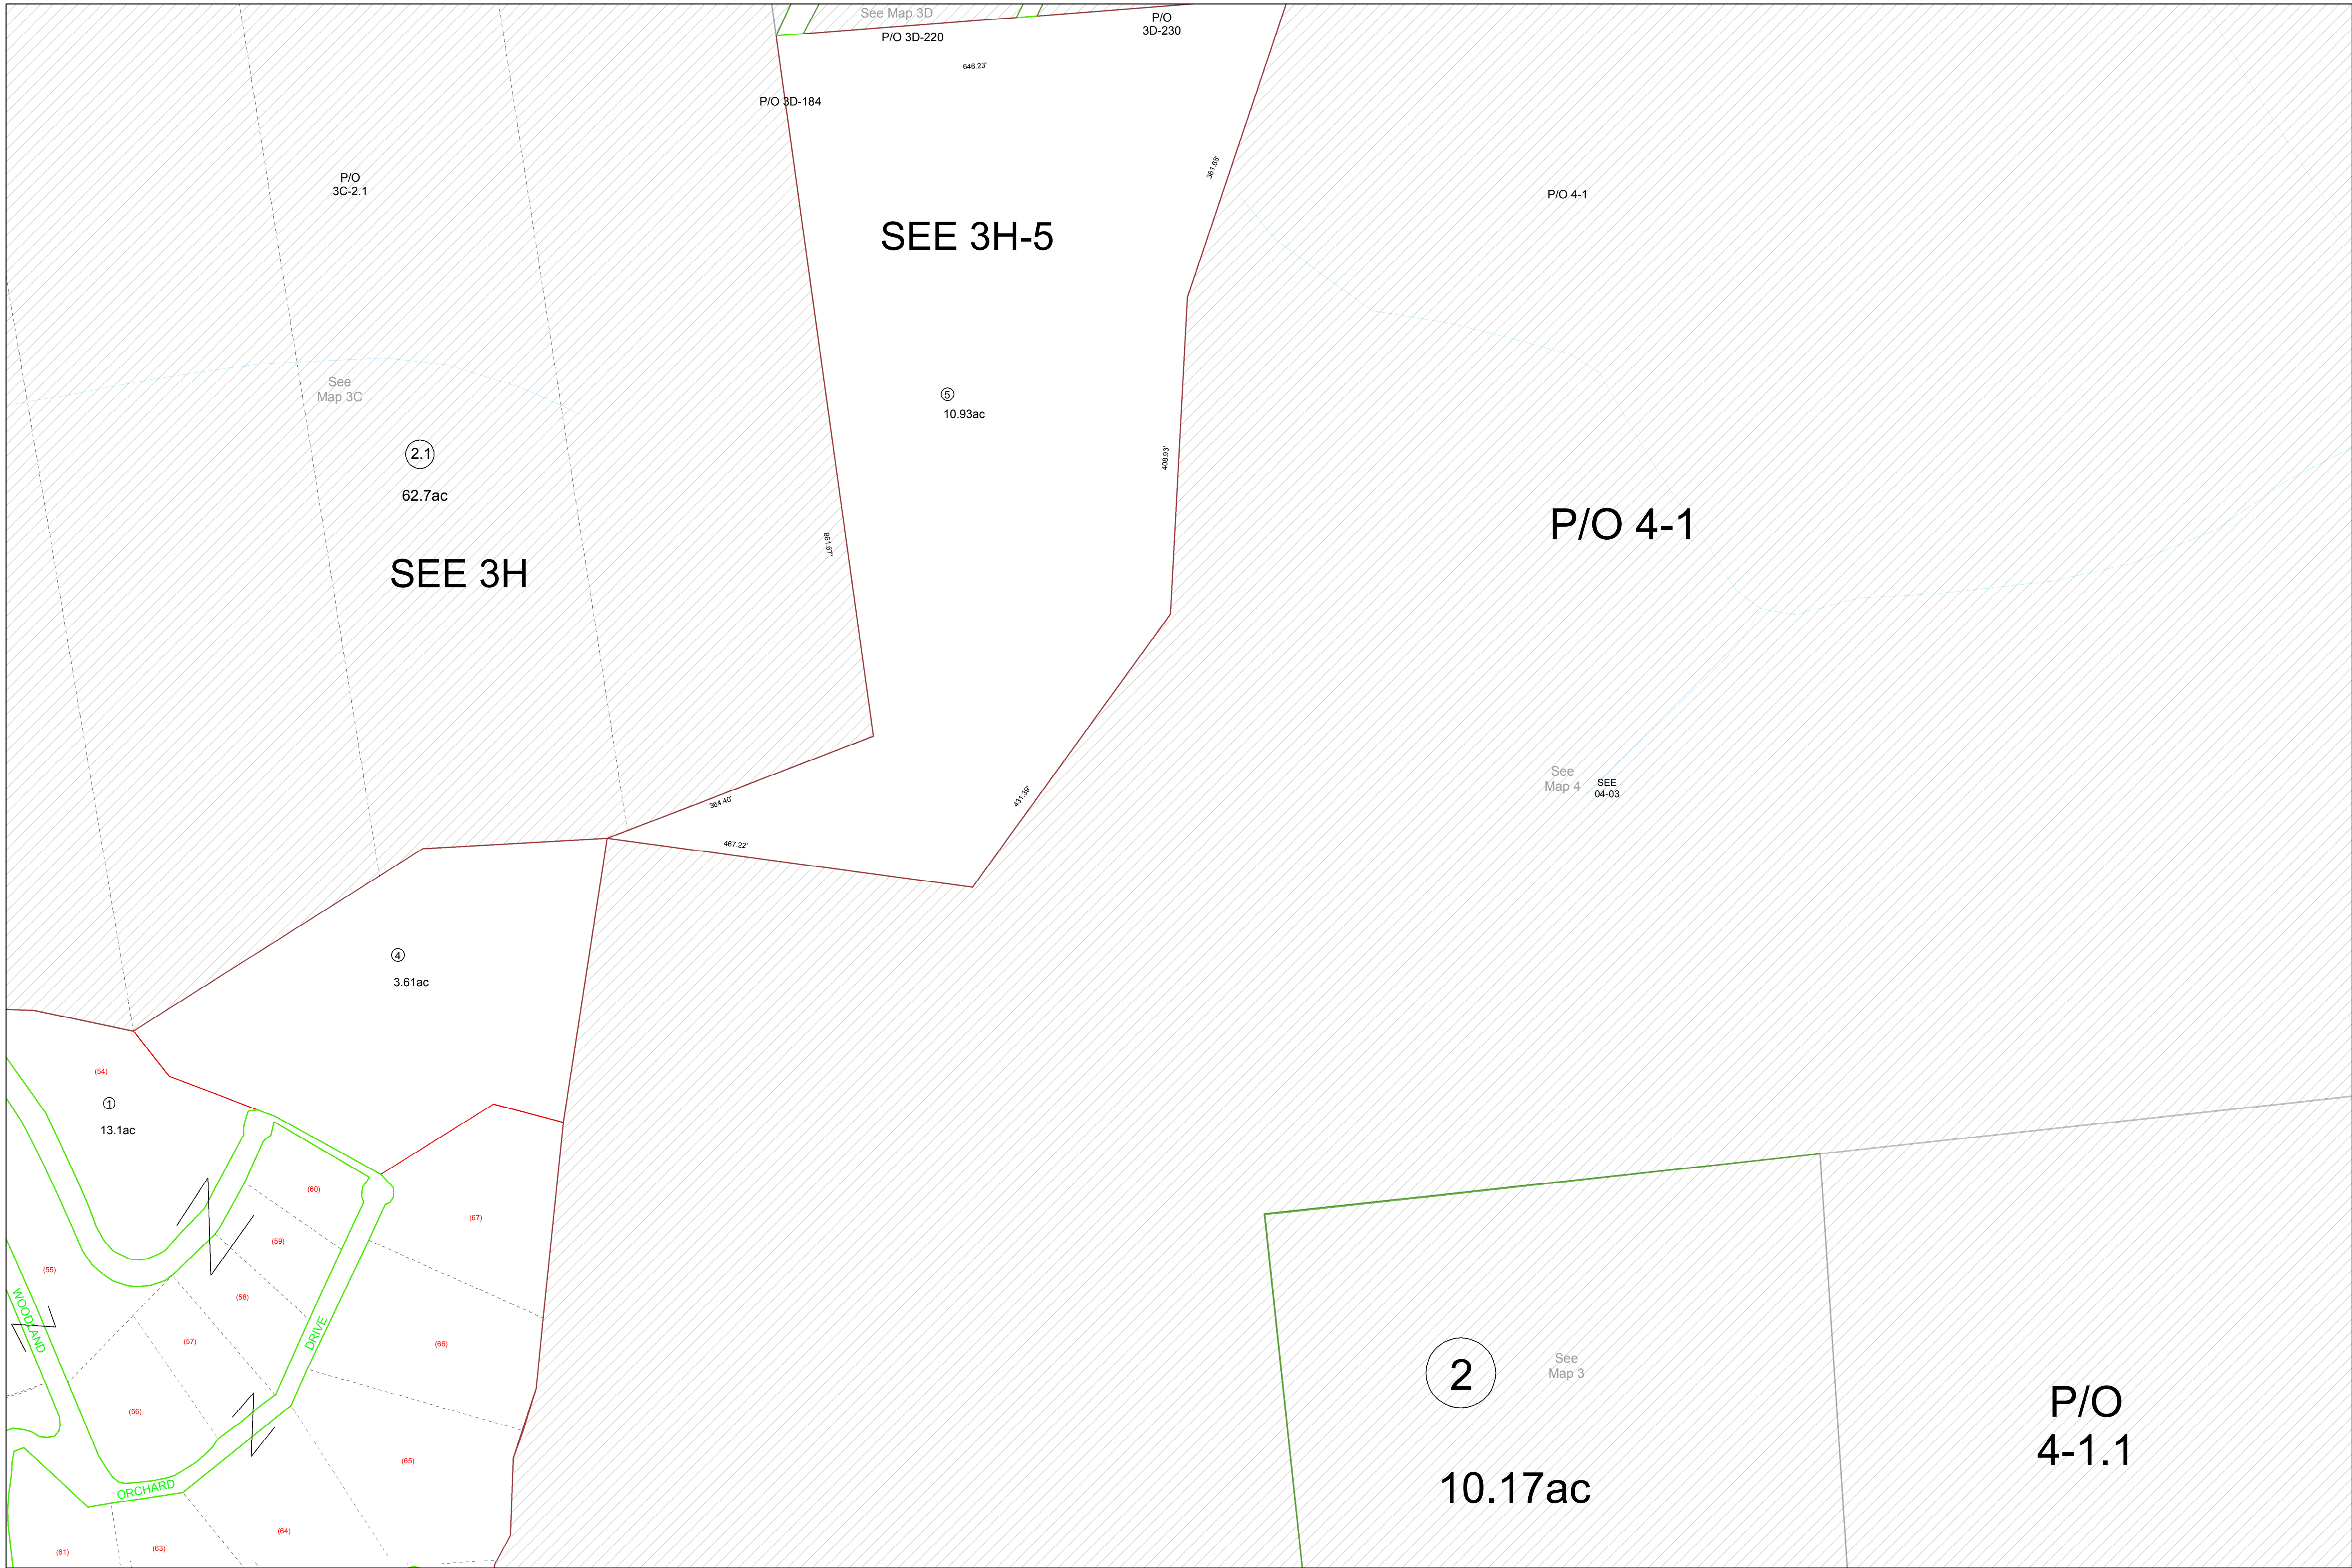 See Map 3D
P/O
3D-230
P/O 3D-220
646.23'
P/O 3D-184
361.68'
P/O
3C-2.1
P/O 4-1
SEE 3H-5
See
Map 3C
5
10.93ac
2.1
62.7ac
408.93'
P/O 4-1
861.67'
SEE 3H
See
Map 4
SEE
04-03
364.40'
431.39'
467.22'
4
3.61ac
(54)
1
13.1ac
(60)
(67)
(59)
(55)
(58)
WOODLAND
DRIVE
(57)
(66)
2
See
Map 3
(56)
P/O
4-1.1
(65)
ORCHARD
10.17ac
(64)
(63)
(61)